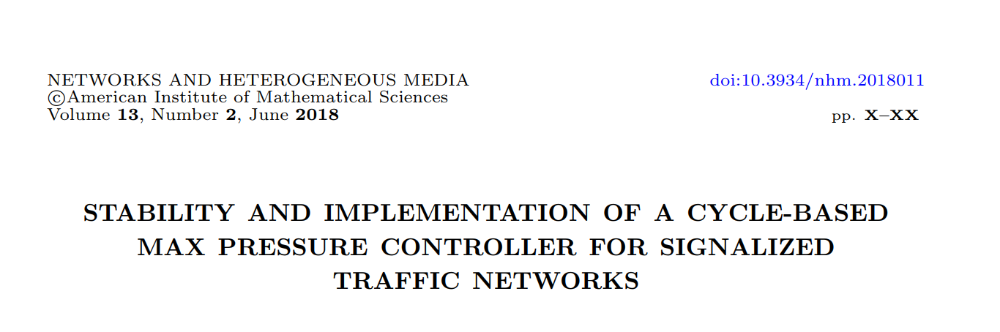 NETWORKS AND HETEROGENEOUS MEDIA
doi:10.3934/nhm.2018011
©American Institute of Mathematical Sciences
Volume 13, Number 2, June 2018
pp. X–XX
STABILITY AND IMPLEMENTATION OF A CYCLE-BASED
MAX PRESSURE CONTROLLER FOR SIGNALIZED
TRAFFIC NETWORKS